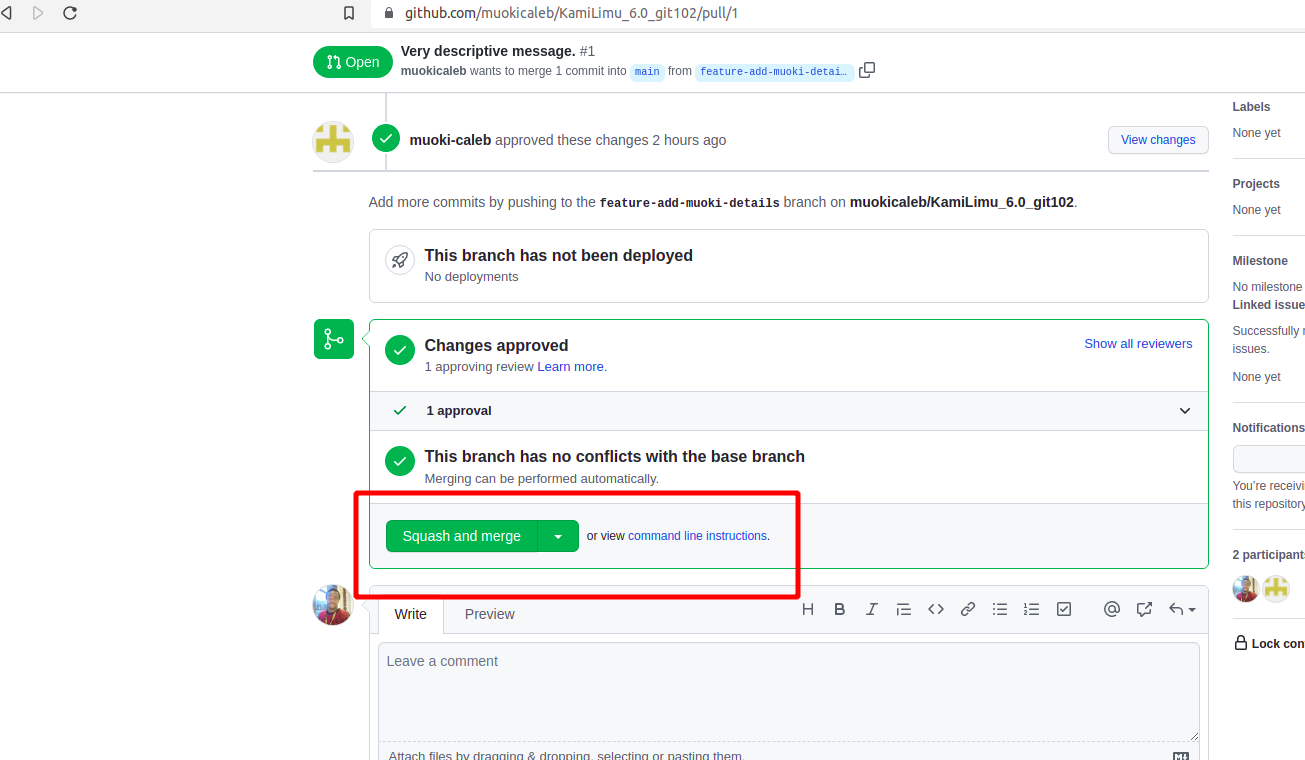 github.com/muokicaleb/KamiLimu_6.0_git102/pull/1
Open
Very descriptive message. #1
muokicaleb wants to merge 1 commit into main from feature-add-muoki-detai…
muoki-caleb approved these changes 2 hours ago
View changes
Add more commits by pushing to the feature-add-muoki-details branch on muokicaleb/KamiLimu_6.0_git102.
This branch has not been deployed
No deployments
Changes approved
1 approving review Learn more.
Show all reviewers
1 approval
This branch has no conflicts with the base branch
Merging can be performed automatically.
Squash and merge
or view command line instructions.
Write
Preview
Leave a comment
Attach files by dragging & dropping, selecting or pasting them.
Labels
None yet
Projects
None yet
Milestone
No milestone
Linked issue
Successfully
issues.
None yet
Notifications
You're receivi
this repository
2 participants
Lock con